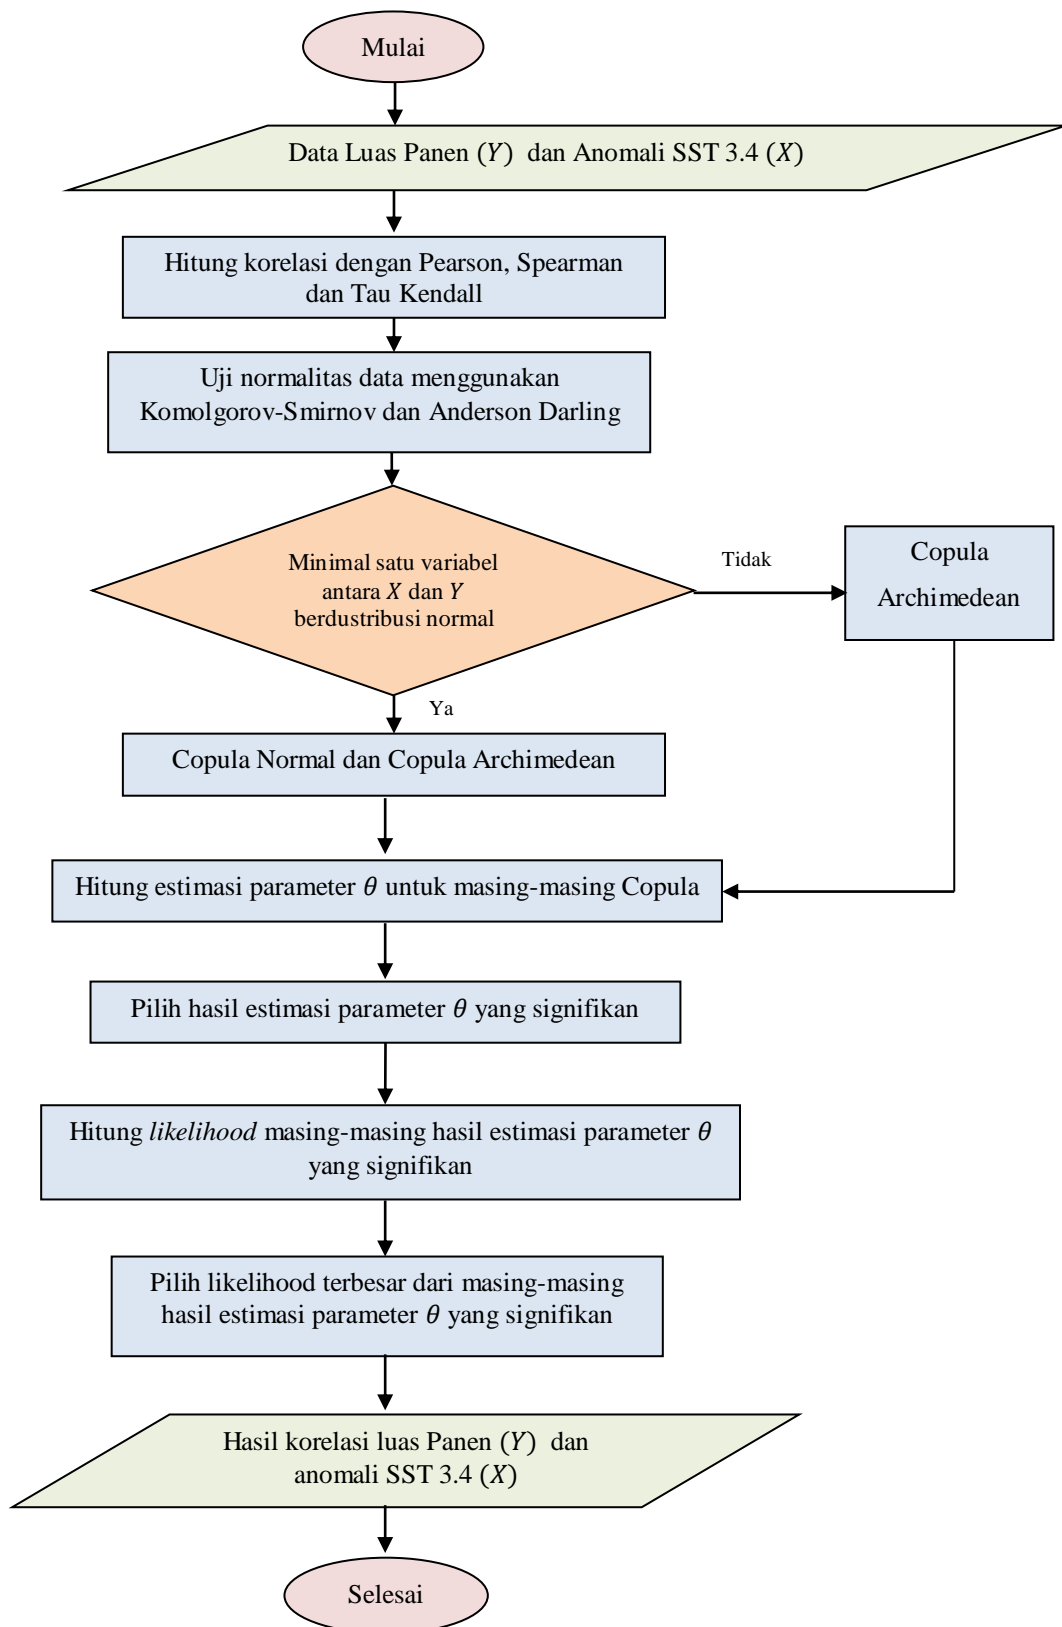 Mulai
Data Luas Panen (Y) dan Anomali SST 3.4 (X)
Hitung korelasi dengan Pearson, Spearman
dan Tau Kendall
Uji normalitas data menggunakan
Komolgorov-Smirnov dan Anderson Darling
Minimal satu variabel
antara X dan Y
berdustribusi normal
Tidak
Copula
Archimedean
Ya
Copula Normal dan Copula Archimedean
Hitung estimasi parameter θ untuk masing-masing Copula
Pilih hasil estimasi parameter θ yang signifikan
Hitung likelihood masing-masing hasil estimasi parameter θ
yang signifikan
Pilih likelihood terbesar dari masing-masing
hasil estimasi parameter θ yang signifikan
Hasil korelasi luas Panen (Y) dan
anomali SST 3.4 (X)
Selesai